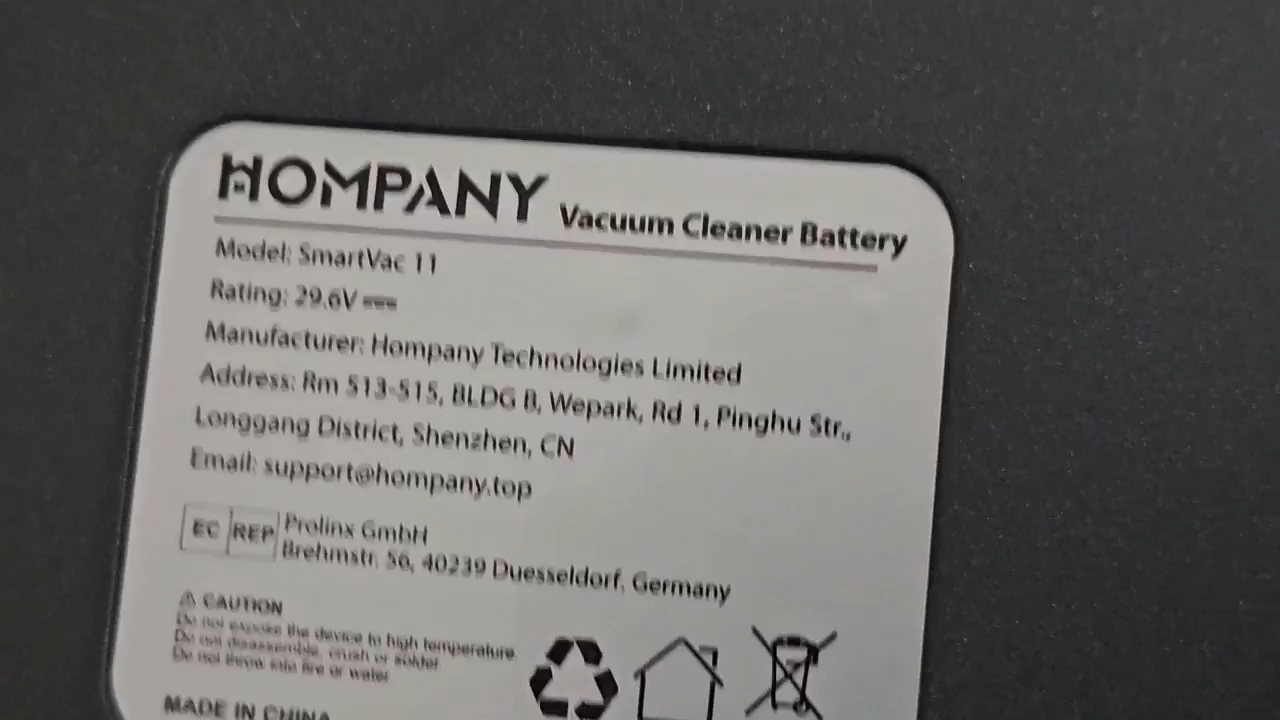 HOMPANY Vacuum Cleaner Battery
Model: SmartVac 11
Rating: 29.6V
Manufacturer: Hompany Technologies Limited
Address: Rm 513-515, BLDG B, Wepark, Rd 1, Pinghu Str.,
Longgang District, Shenzhen, CN
Email: support@hompany.top
EC REP Prolinx GmbH
Brehmstr. 56, 40239 Duesseldorf, Germany
⚠ CAUTION
Do not expose the device to high temperature.
Do not disassemble, crush or solder
Do not throw into fire or water
MADE IN CHINA